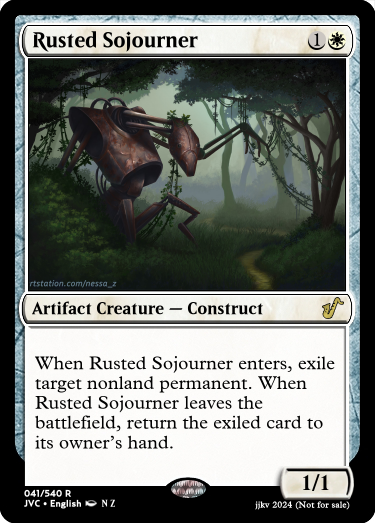 Rusted Sojourner 1
rtstation.com/nessa_z
Artifact Creature — Construct
When Rusted Sojourner enters, exile
target nonland permanent. When
Rusted Sojourner leaves the
battlefield, return the exiled card to
its owner's hand.
1/1
041/540 R
JVC • English NZ
jjkv 2024 (Not for sale)